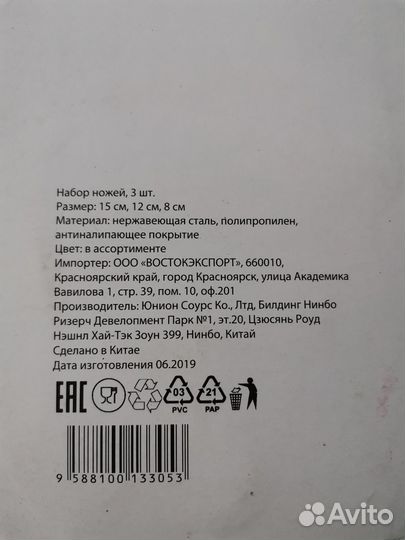 Набор ножей, 3 шт.
Размер: 15 см, 12 см, 8 см
Материал: нержавеющая сталь, полипропилен,
антиналипающее покрытие
Цвет: в ассортименте
Импортер: ООО «ВОСТОКЭКСПОРТ», 660010,
Красноярский край, город Красноярск, улица Академика
Вавилова 1, стр. 39, пом. 10, оф.201
Производитель: Юнион Соурс Ко., Лтд, Билдинг Нинбо
Ризерч Девелопмент Парк №1, эт.20, Цзюсянь Роуд
Нэшнл Хай-Тэк Зоун 399, Нинбо, Китай
Сделано в Китае
Дата изготовления 06.2019
EAC 03 21
PVC PAP
9 588100 133053
Avito